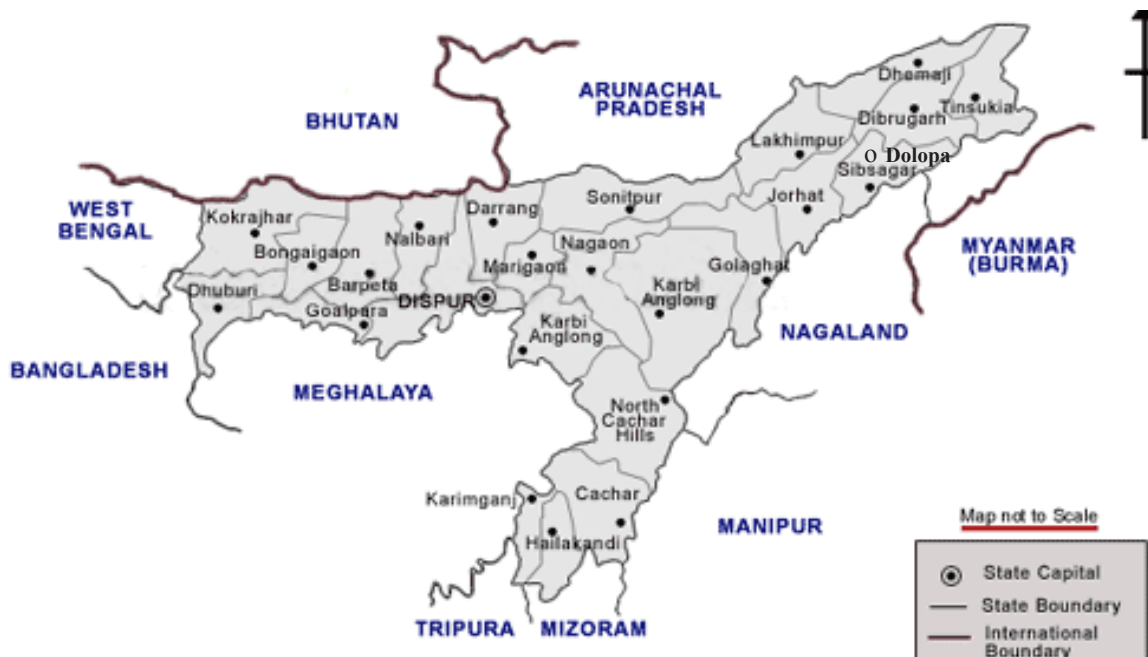 ARUNACHAL
PRADESH
BHUTAN
Dhemaji
Tinsukia
Dibrugarh
Lakhimpur
Dolopa
Sibsagar
WEST
BENGAL
Kokrajhar
Darrang
Sonitpur
Jorhat
Nalbari
Bongaigaon
Nagaon
Marigaon
MYANMAR
(BURMA)
Golaghat
Dhuburi
Barpeta
DISPUR
Karbi
Anglong
Goalpara
Karbi
Anglong
NAGALAND
BANGLADESH
MEGHALAYA
North
Cachar
Hills
Karimganj
Cachar
MANIPUR
Hailakandi
TRIPURA
MIZORAM
Map not to Scale
State Capital
State Boundary
International
Boundary